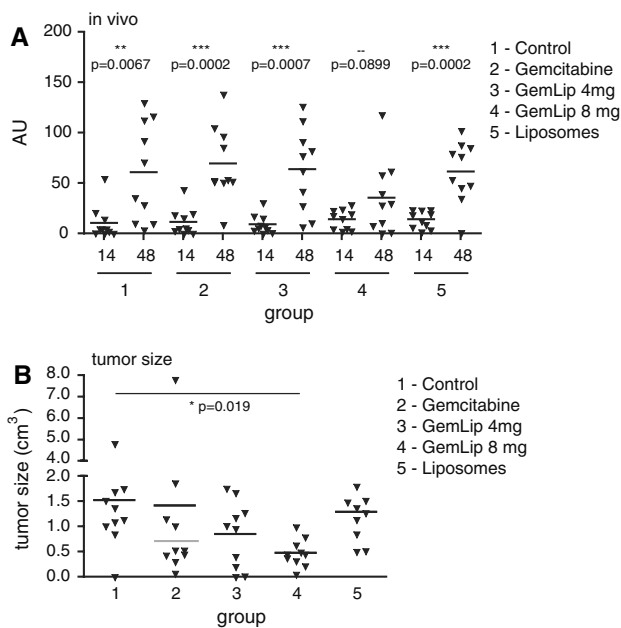 A
in vivo
200
150
100
50
0
AU
** *** *** -- ***
p=0.0067 p=0.0002 p=0.0007 p=0.0899 p=0.0002
1 - Control
2 - Gemcitabine
3 - GemLip 4mg
4 - GemLip 8 mg
5 - Liposomes
14 48 14 48 14 48 14 48 14 48
1 2 3 4 5
group
B
tumor size
8.0
7.0
6.0
5.0
4.0
2.0
1.5
1.0
0.5
0.0
tumor size (cm³)
* p=0.019
1 - Control
2 - Gemcitabine
3 - GemLip 4mg
4 - GemLip 8 mg
5 - Liposomes
1 2 3 4 5
group